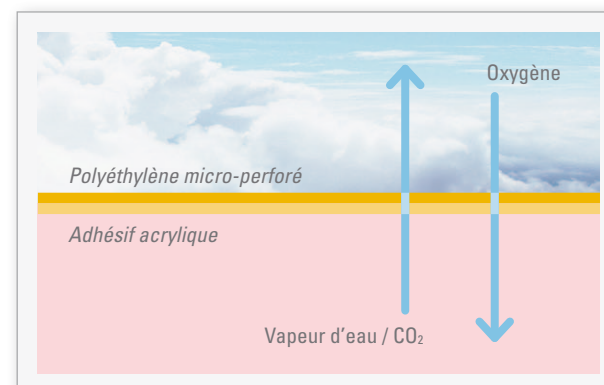 Oxygène
Polyéthylène micro-perforé
Adhésif acrylique
Vapeur d’eau / CO₂